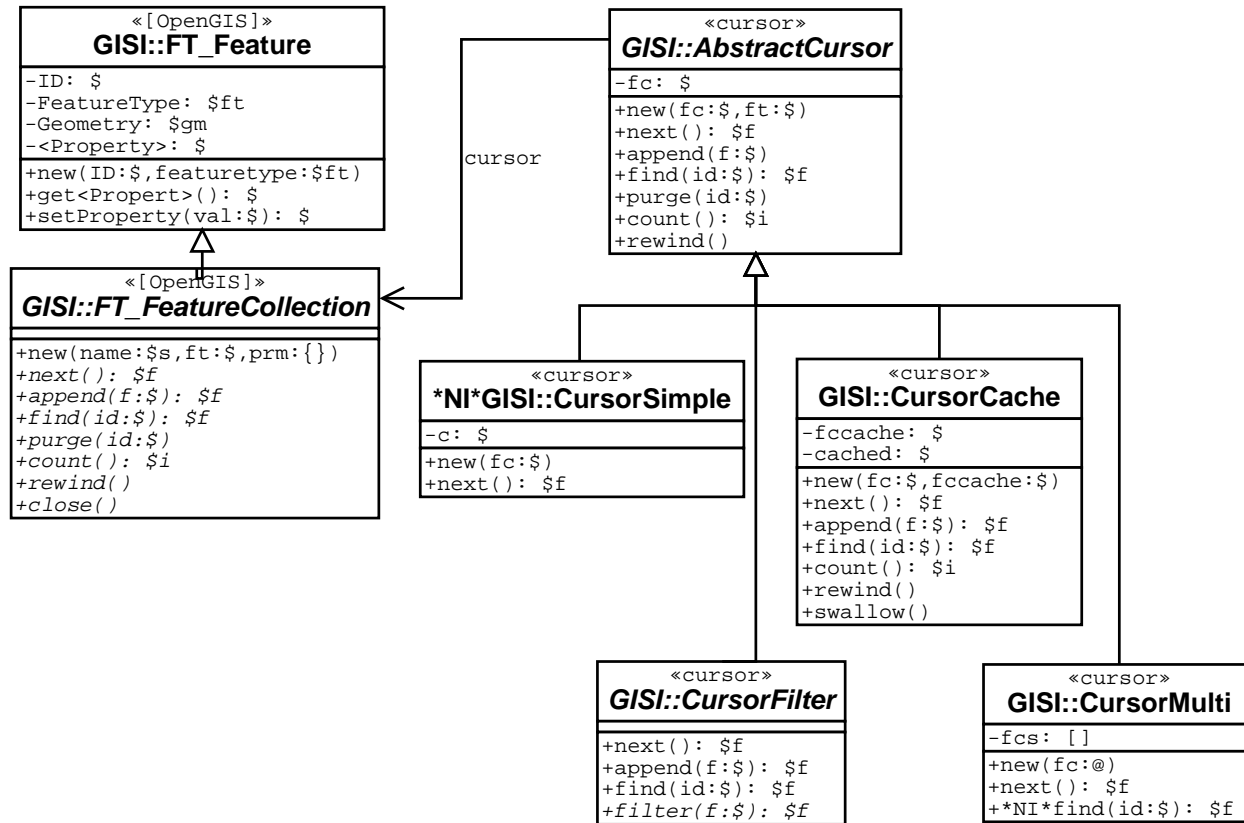 «[OpenGIS]»
GISI::FT_Feature
-ID: $
-FeatureType: $ft
-Geometry: $gm
-<Property>: $
+new(ID:$,featuretype:$ft)
+get<Propert>(): $
+setProperty(val:$): $
«[OpenGIS]»
GISI::FT_FeatureCollection
+new(name:$s,ft:$,prm:{})
+next(): $f
+append(f:$): $f
+find(id:$): $f
+purge(id:$)
+count(): $i
+rewind()
+close()
cursor
«cursor»
GISI::AbstractCursor
-fc: $
+new(fc:$,ft:$)
+next(): $f
+append(f:$)
+find(id:$): $f
+purge(id:$)
+count(): $i
+rewind()
«cursor»
*NI*GISI::CursorSimple
-c: $
+new(fc:$)
+next(): $f
«cursor»
GISI::CursorCache
-fccache: $
-cached: $
+new(fc:$,fccache:$)
+next(): $f
+append(f:$): $f
+find(id:$): $f
+count(): $i
+rewind()
+swallow()
«cursor»
GISI::CursorFilter
+next(): $f
+append(f:$): $f
+find(id:$): $f
+filter(f:$): $f
«cursor»
GISI::CursorMulti
-fcs: []
+new(fc:@)
+next(): $f
+*NI*find(id:$): $f